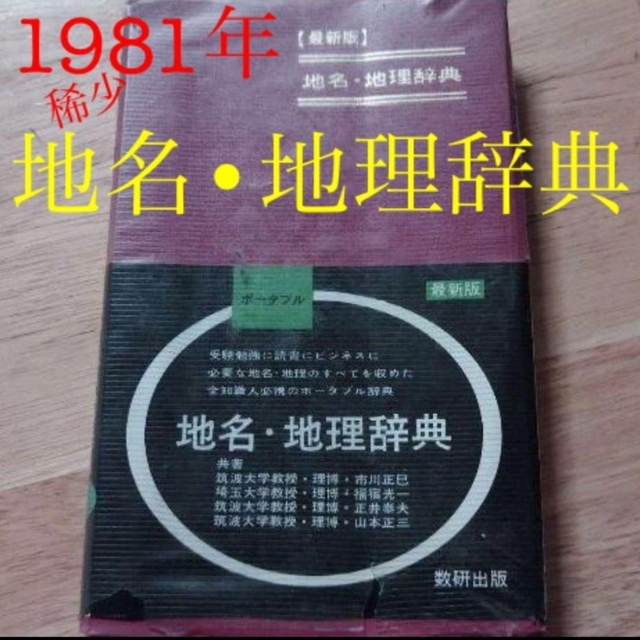 1981年
稀少
【最新版】
地名・地理辞典
地名・地理辞典
ポータブル
最新版
受験勉強に読書にビジネスに
必要な地名・地理のすべてを収めた
全知識人必携のポータブル辞典
地名・地理辞典
共著
筑波大学教授・理博・市川正巳
埼玉大学教授・理博・福宿光一
筑波大学教授・理博・正井泰夫
筑波大学教授・理博・山本正三
数研出版